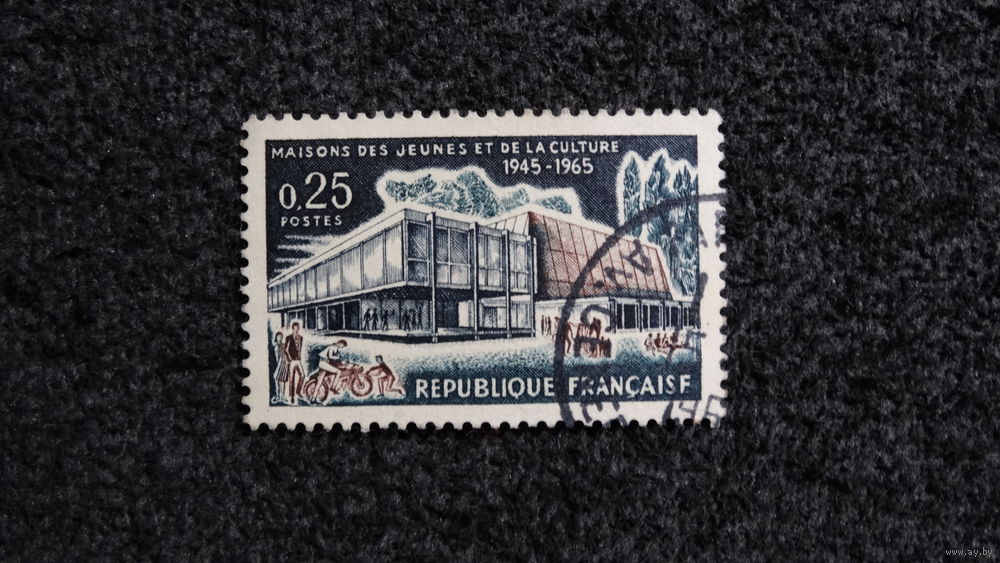 MAISONS DES JEUNES ET DE LA CULTURE
1945-1965
0,25
POSTES
REPUBLIQUE FRANÇAISE
www.ay.by